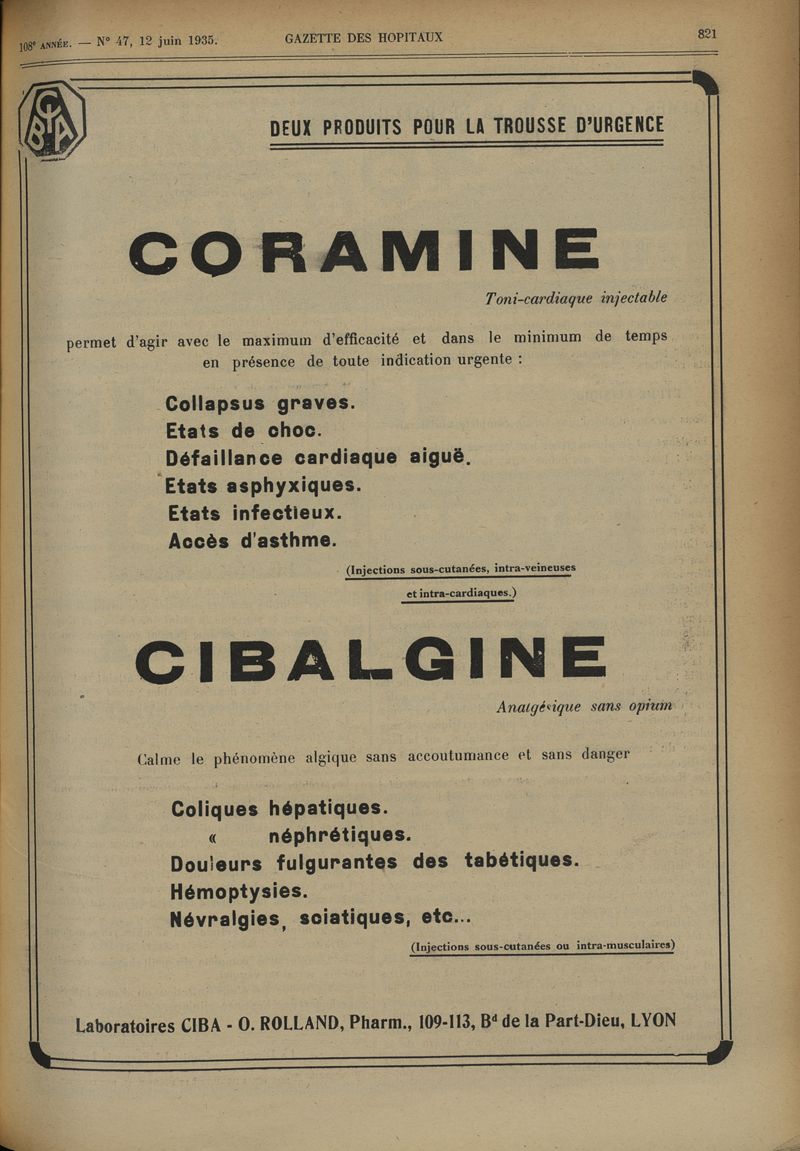 108e ANNÉE. — N° 47, 12 juin 1935.
GAZETTE DES HOPITAUX
821
CIBA
DEUX PRODUITS POUR LA TROUSSE D'URGENCE
CORAMINE
Toni-cardiaque injectable
permet d'agir avec le maximum d'efficacité et dans le minimum de temps
en présence de toute indication urgente :
Collapsus graves.
Etats de choc.
Défaillance cardiaque aiguë.
Etats asphyxiques.
Etats infectieux.
Accès d'asthme.
(Injections sous-cutanées, intra-veineuses
et intra-cardiaques.)
CIBALGINE
Analgésique sans opium
Calme le phénomène algique sans accoutumance et sans danger
Coliques hépatiques.
« néphrétiques.
Douleurs fulgurantes des tabétiques.
Hémoptysies.
Névralgies, sciatiques, etc...
(Injections sous-cutanées ou intra-musculaires)
Laboratoires CIBA - O. ROLLAND, Pharm., 109-113, Bd de la Part-Dieu, LYON